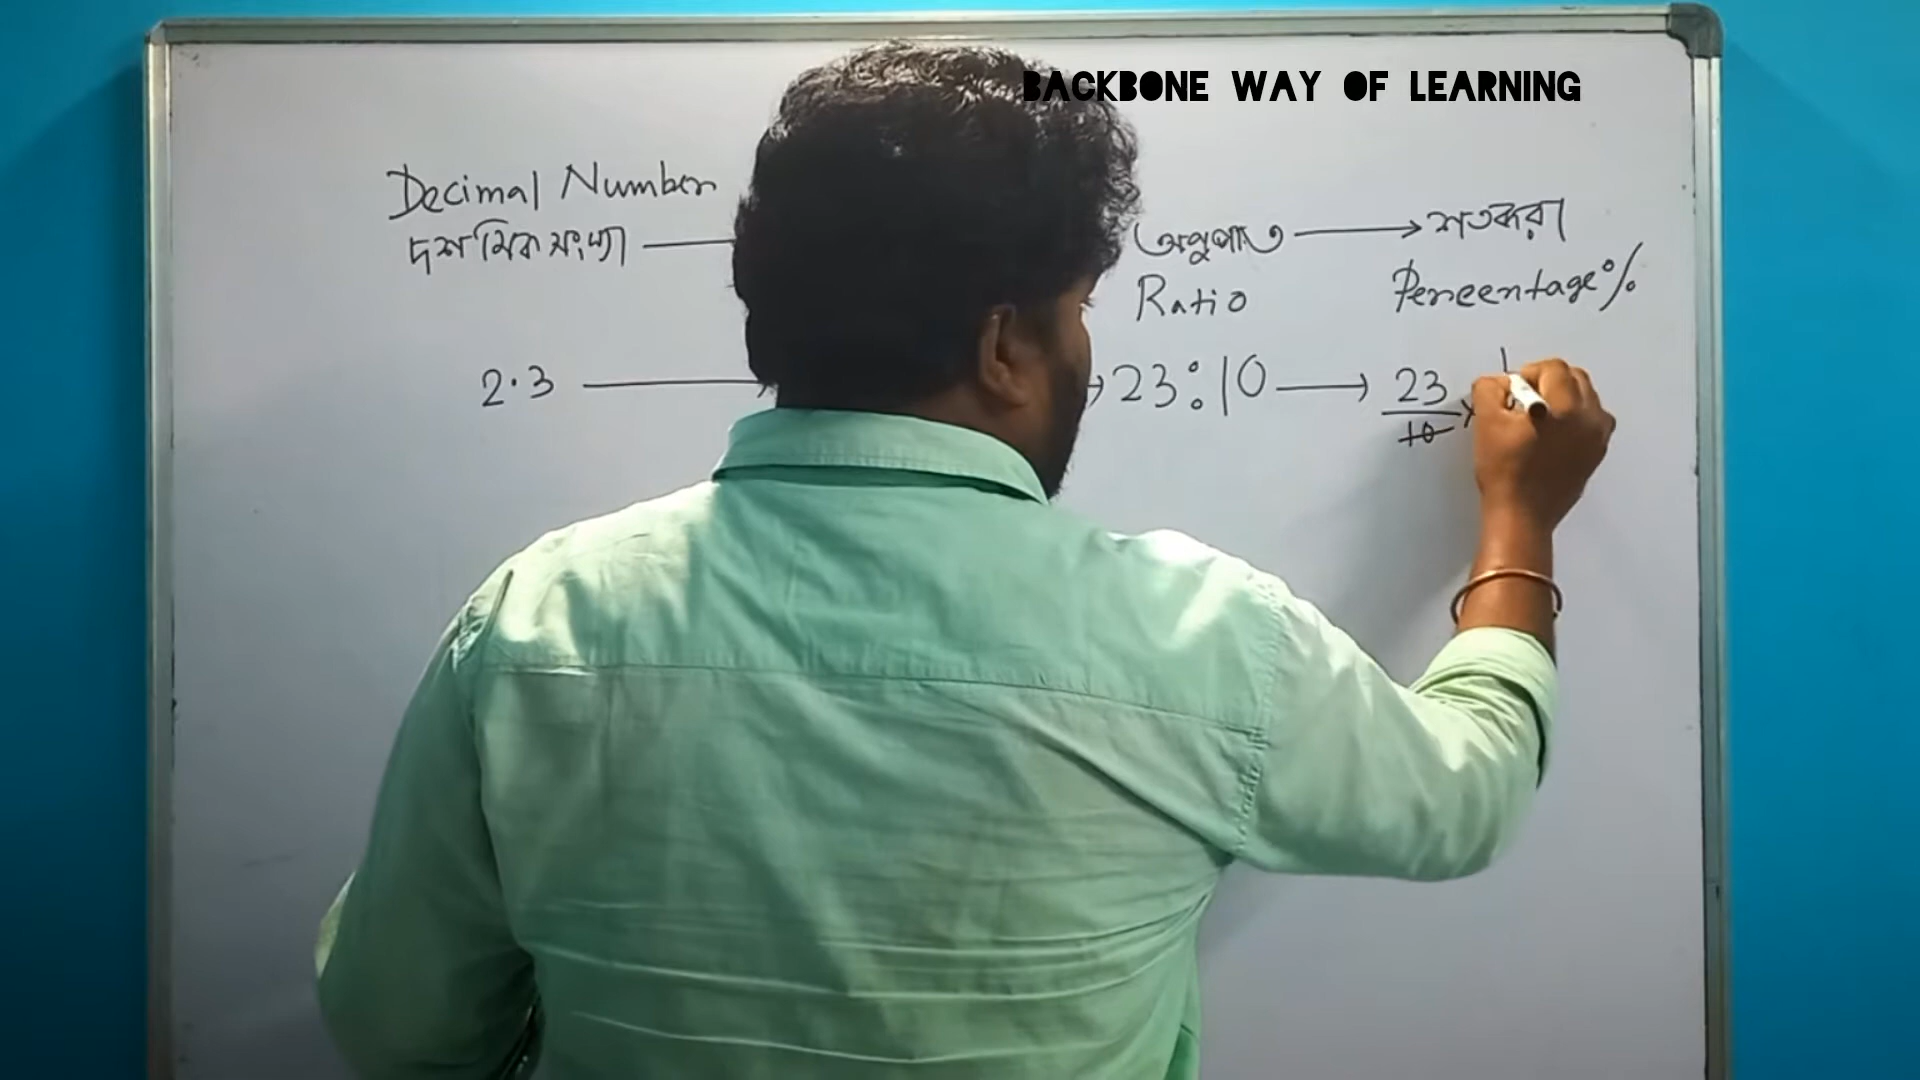 BACKBONE WAY OF LEARNING
Decimal Number
দশমিক সংখ্যা → অনুপাত → শতকরা
Ratio Percentage %
2.3 → 23:10 → 23/10 ×